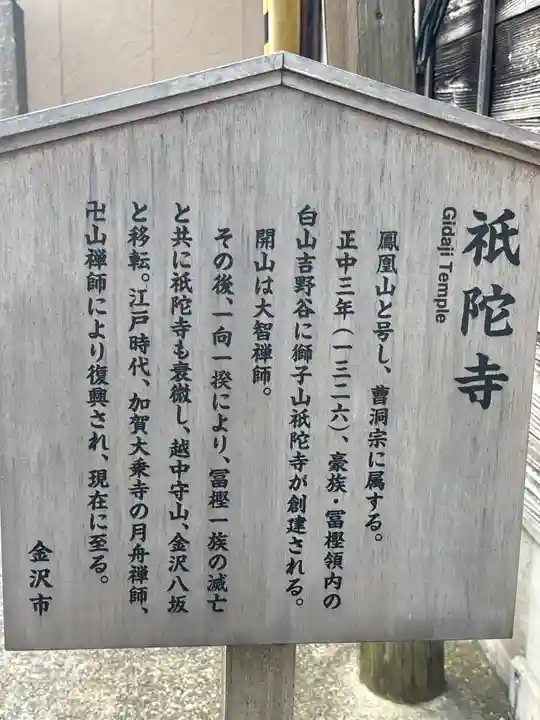 祇陀寺
Gidaji Temple
鳳凰山と号し、曹洞宗に属する。
正中三年(一三二六)、豪族・冨樫領内の
白山吉野谷に獅子山祇陀寺が創建される。
開山は大智禅師。
その後、一向一揆により、冨樫一族の滅亡
と共に祇陀寺も衰微し、越中守山、金沢八坂
と移転。江戸時代、加賀大乗寺の月舟禅師、
卍山禅師により復興され、現在に至る。
金沢市